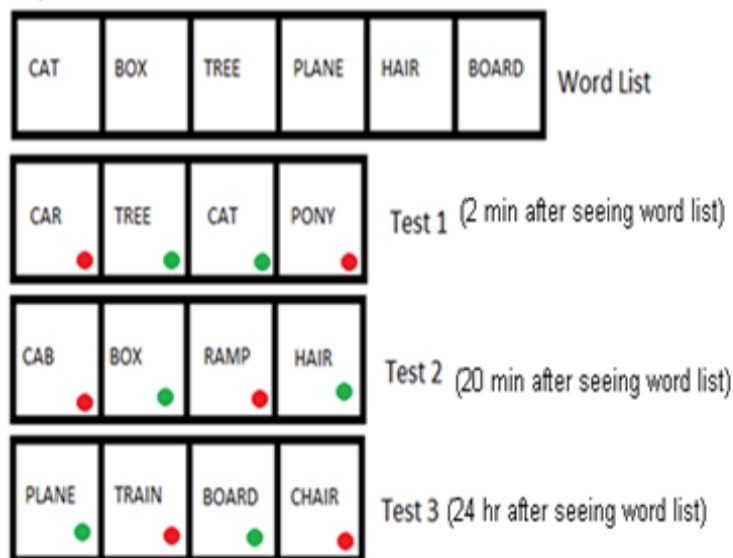 CAT BOX TREE PLANE HAIR BOARD Word List
CAR TREE CAT PONY Test 1 (2 min after seeing word list)
CAB BOX RAMP HAIR Test 2 (20 min after seeing word list)
PLANE TRAIN BOARD CHAIR Test 3 (24 hr after seeing word list)